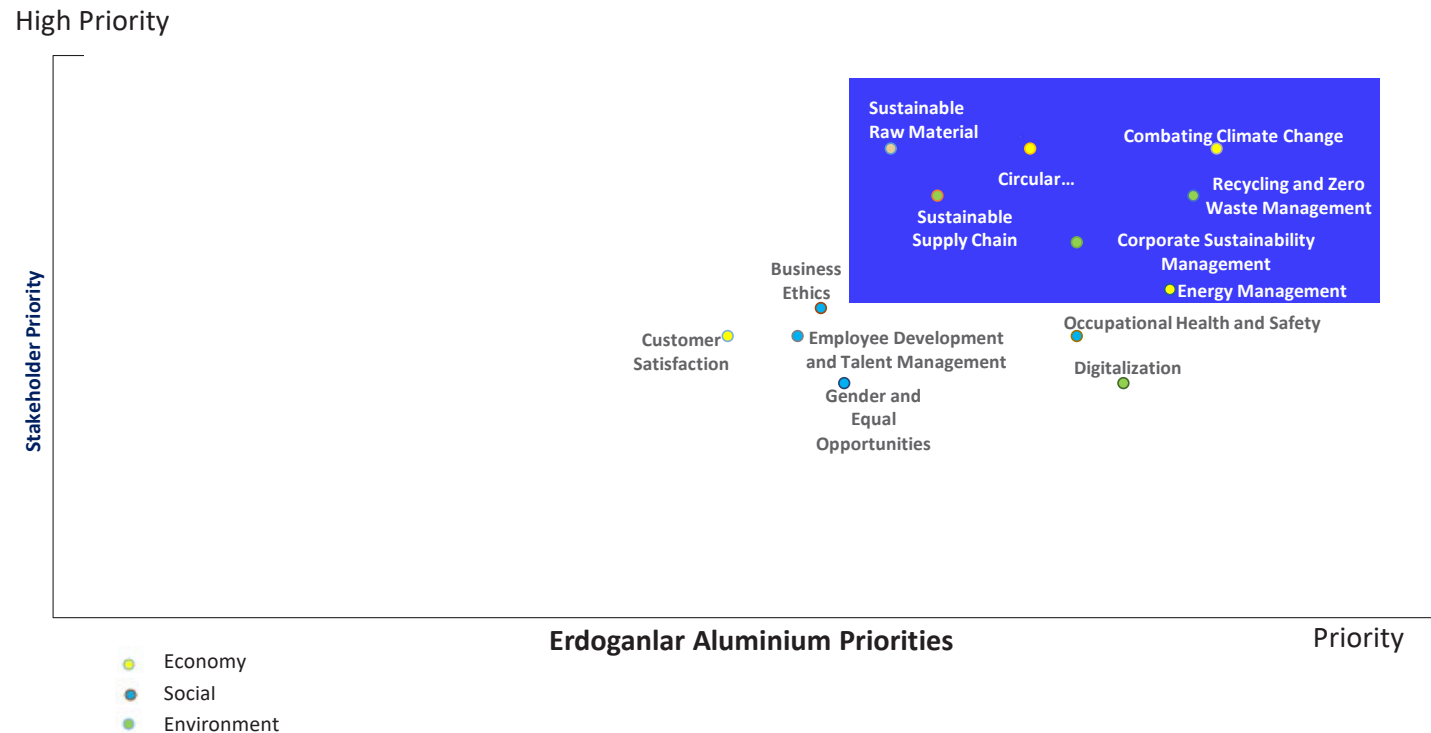 High Priority
Sustainable
Raw Material
Combating Climate Change
Circular...
Recycling and Zero
Waste Management
Sustainable
Supply Chain
Corporate Sustainability
Management
Energy Management
Business
Ethics
Occupational Health and Safety
Customer
Satisfaction
Employee Development
and Talent Management
Digitalization
Gender and
Equal
Opportunities
Stakeholder Priority
Erdoganlar Aluminium Priorities
Priority
Economy
Social
Environment